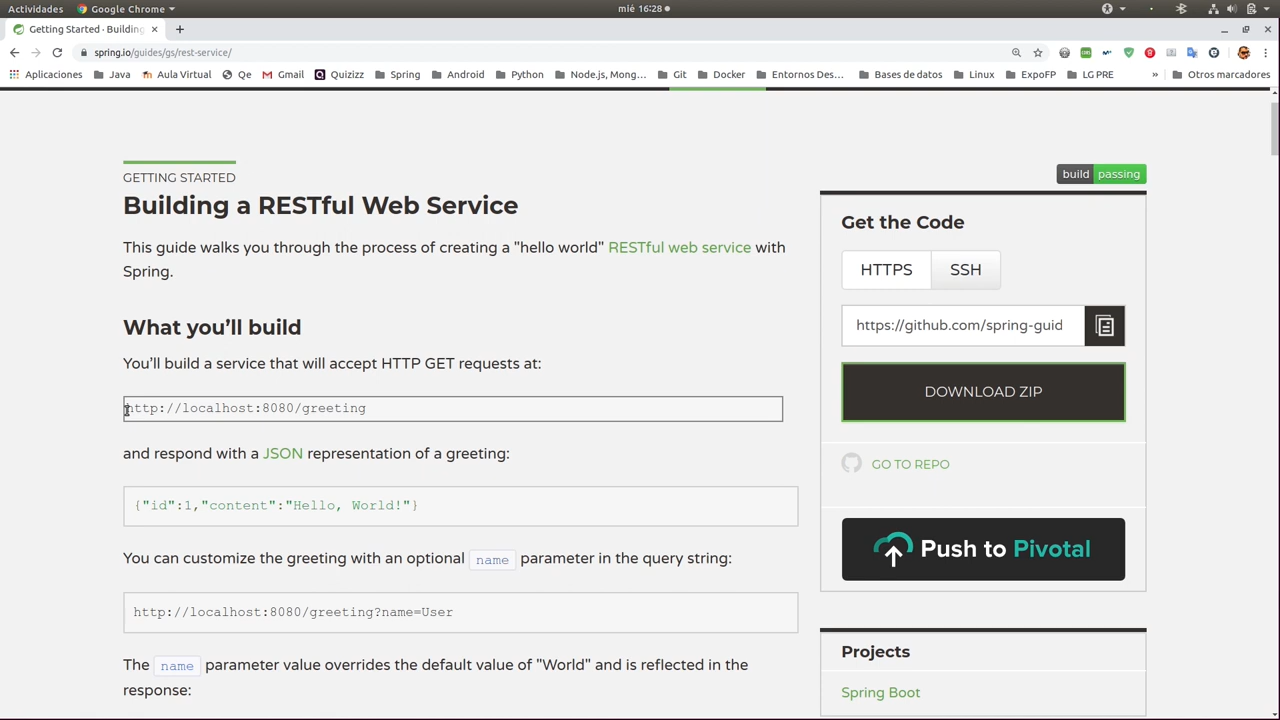 Actividades
Google Chrome
mié 16:28
Getting Started · Building
spring.io/guides/gs/rest-service/
Aplicaciones
Java
Aula Virtual
Qe
Gmail
Quizizz
Spring
Android
Python
Node.js, Mong…
Git
Docker
Entornos Des…
Bases de datos
Linux
ExpoFP
LG PRE
»
Otros marcadores
GETTING STARTED
Building a RESTful Web Service
This guide walks you through the process of creating a "hello world" RESTful web service with
Spring.
What you’ll build
You’ll build a service that will accept HTTP GET requests at:
http://localhost:8080/greeting
and respond with a JSON representation of a greeting:
{"id":1,"content":"Hello, World!"}
You can customize the greeting with an optional name parameter in the query string:
http://localhost:8080/greeting?name=User
The name parameter value overrides the default value of "World" and is reflected in the
response:
build passing
Get the Code
HTTPS
SSH
https://github.com/spring-guid
DOWNLOAD ZIP
GO TO REPO
Push to Pivotal
Projects
Spring Boot